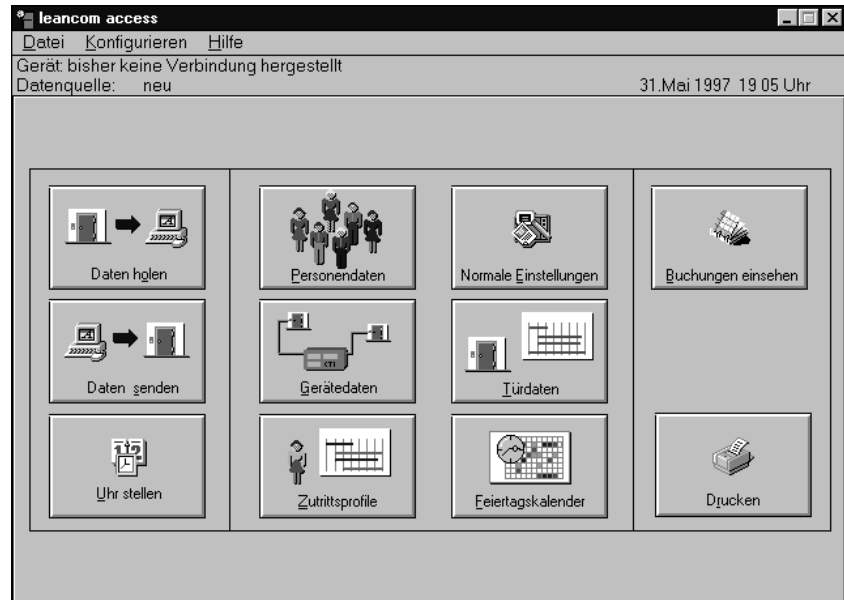 leancom access
Datei Konfigurieren Hilfe
Gerät: bisher keine Verbindung hergestellt
Datenquelle: neu 31.Mai 1997 19 05 Uhr
Daten holen
Personendaten
Normale Einstellungen
Buchungen einsehen
KTI
Daten senden
Gerätedaten
Türdaten
Uhr stellen
Zutrittsprofile
Feiertagskalender
Drucken